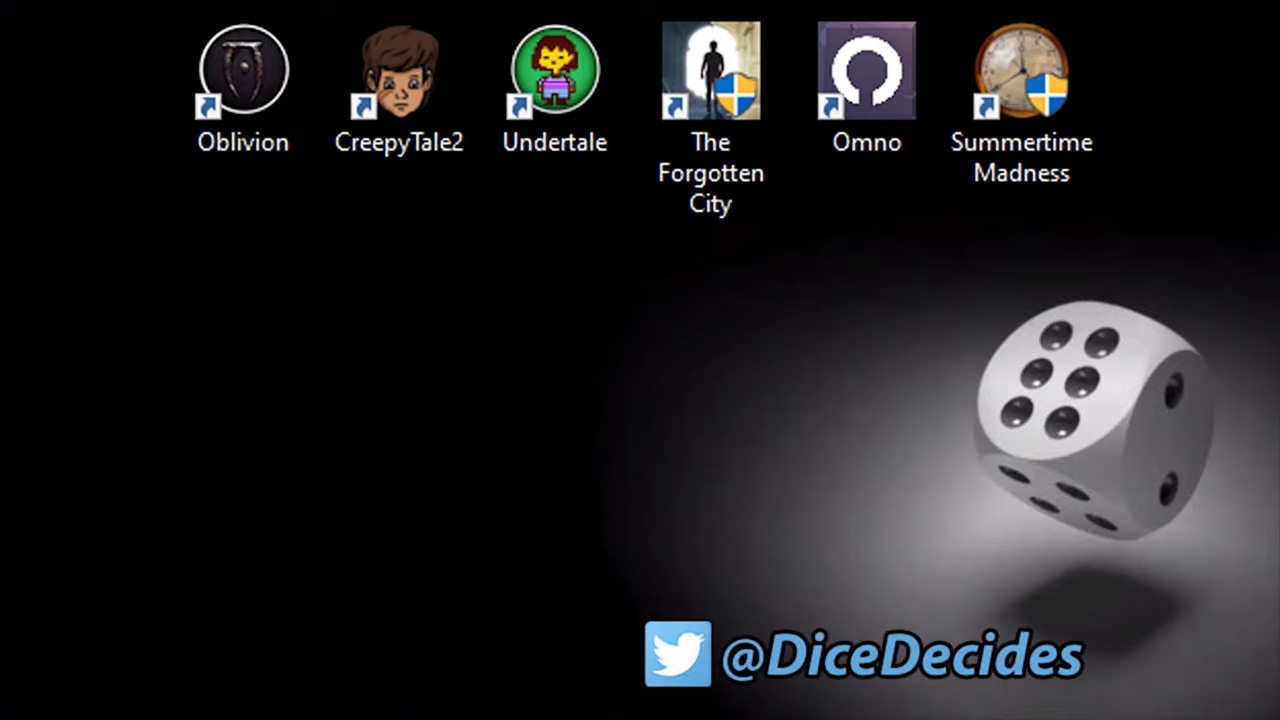 Oblivion
CreepyTale2
Undertale
The
Forgotten
City
Omno
Summertime
Madness
@DiceDecides